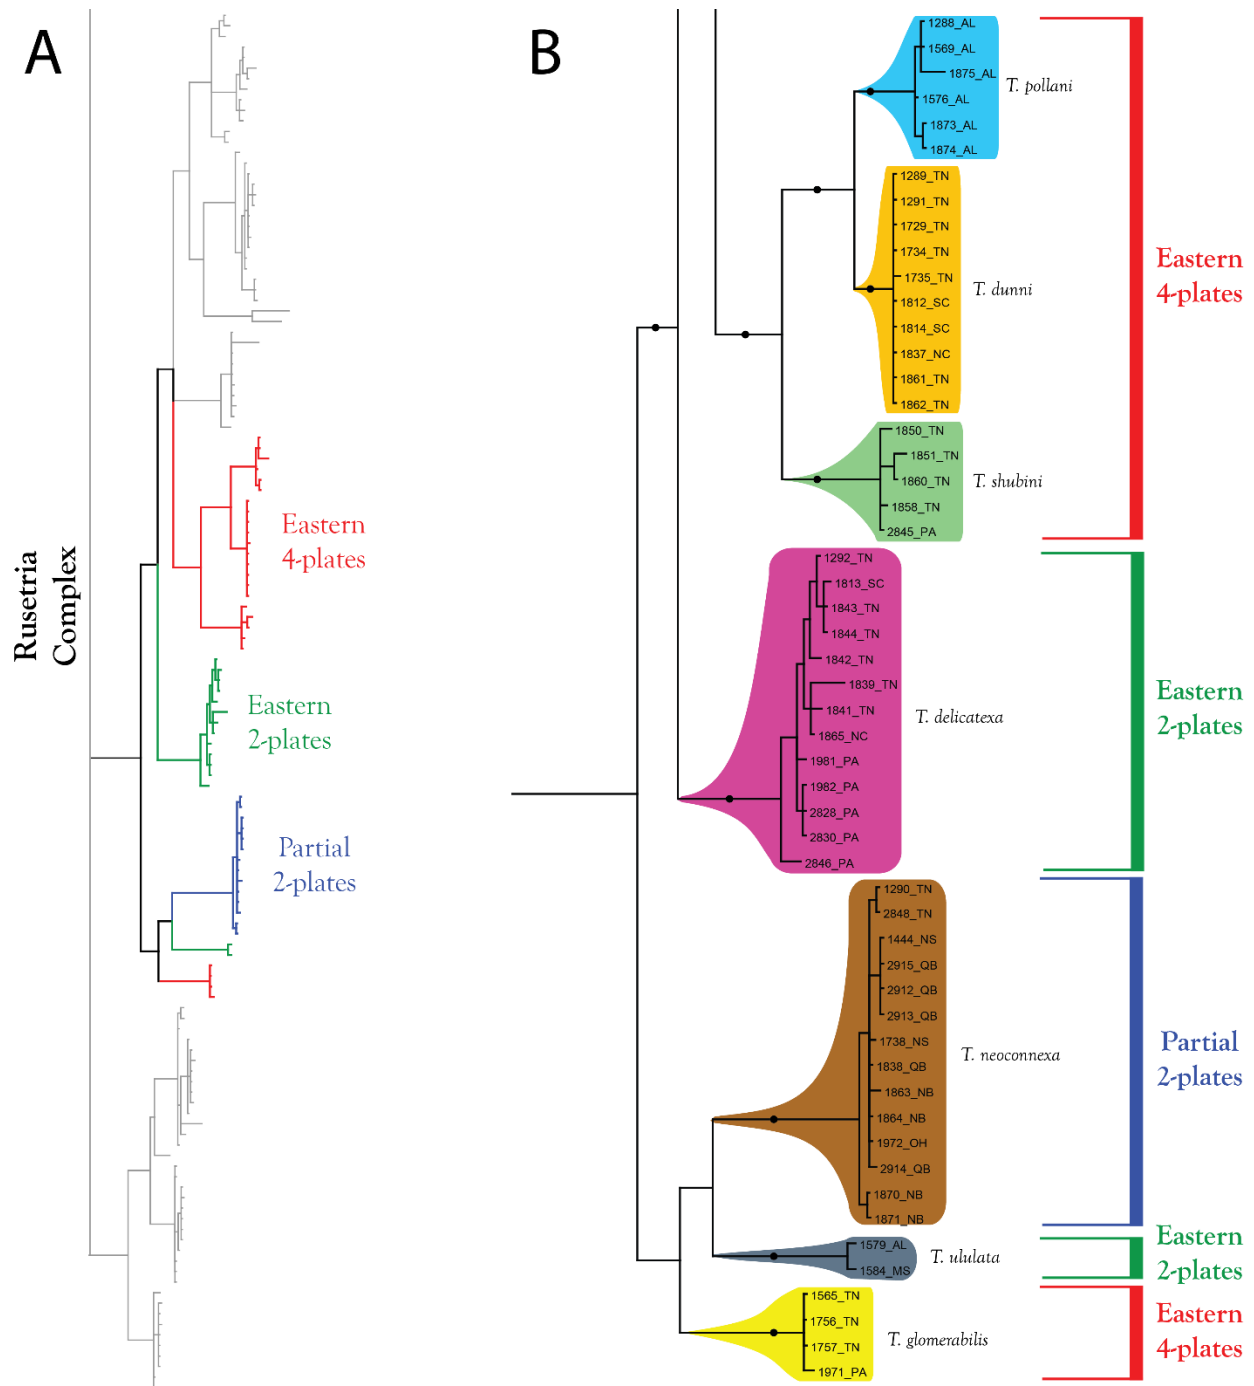 A
Rusetria
Complex
Eastern
4-plates
Eastern
2-plates
Partial
2-plates
B
1288_AL
1569_AL
1875_AL
1576_AL
1873_AL
1874_AL
T. pollani
1289_TN
1291_TN
1729_TN
1734_TN
1735_TN
1812_SC
1814_SC
1837_NC
1861_TN
1862_TN
T. dunni
1850_TN
1851_TN
1860_TN
1858_TN
2845_PA
T. shubini
Eastern
4-plates
1292_TN
1813_SC
1843_TN
1844_TN
1842_TN
1839_TN
1841_TN
1865_NC
1981_PA
1982_PA
2828_PA
2830_PA
2846_PA
T. delicatexa
Eastern
2-plates
1290_TN
2848_TN
1444_NS
2915_QB
2912_QB
2913_QB
1738_NS
1838_QB
1863_NB
1864_NB
1972_OH
2914_QB
1870_NB
1871_NB
T. neoconnexa
Partial
2-plates
1579_AL
1584_MS
T. ululata
Eastern
2-plates
1565_TN
1756_TN
1757_TN
1971_PA
T. glomerabilis
Eastern
4-plates